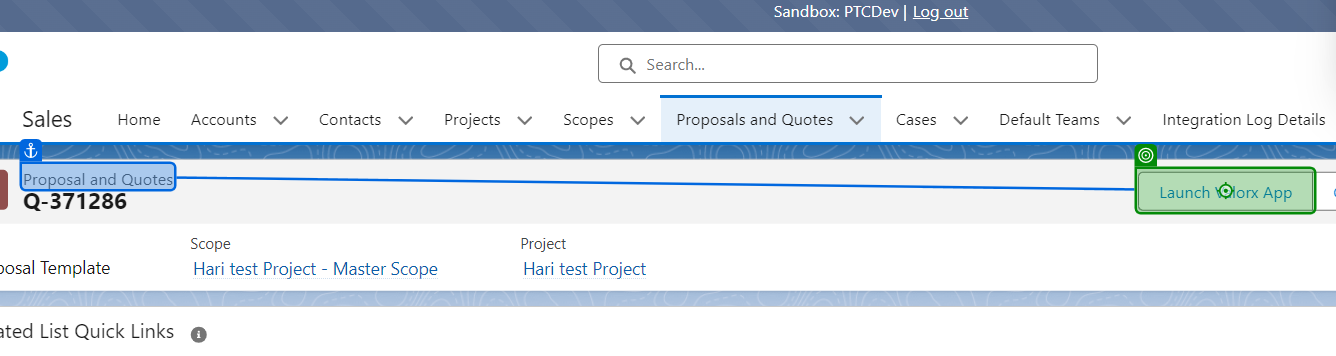 Sandbox: PTCDev | Log out
Search...
Sales Home Accounts Contacts Projects Scopes Proposals and Quotes Cases Default Teams Integration Log Details
Proposal and Quotes
Q-371286
Launch Valorx App
Scope Project
posal Template Hari test Project - Master Scope Hari test Project
ated List Quick Links